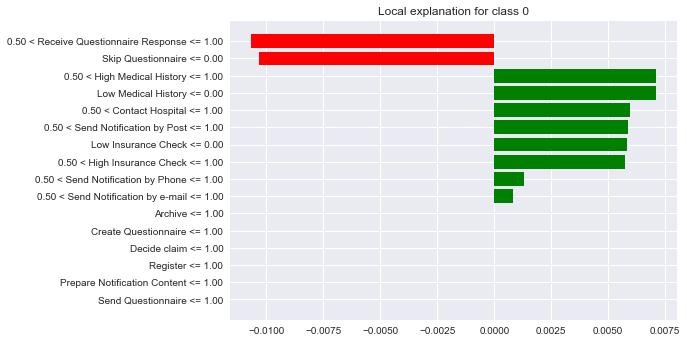 Local explanation for class 0
0.50 < Receive Questionnaire Response <= 1.00
Skip Questionnaire <= 0.00
0.50 < High Medical History <= 1.00
Low Medical History <= 0.00
0.50 < Contact Hospital <= 1.00
0.50 < Send Notification by Post <= 1.00
Low Insurance Check <= 0.00
0.50 < High Insurance Check <= 1.00
0.50 < Send Notification by Phone <= 1.00
0.50 < Send Notification by e-mail <= 1.00
Archive <= 1.00
Create Questionnaire <= 1.00
Decide claim <= 1.00
Register <= 1.00
Prepare Notification Content <= 1.00
Send Questionnaire <= 1.00
−0.0100 −0.0075 −0.0050 −0.0025 0.0000 0.0025 0.0050 0.0075